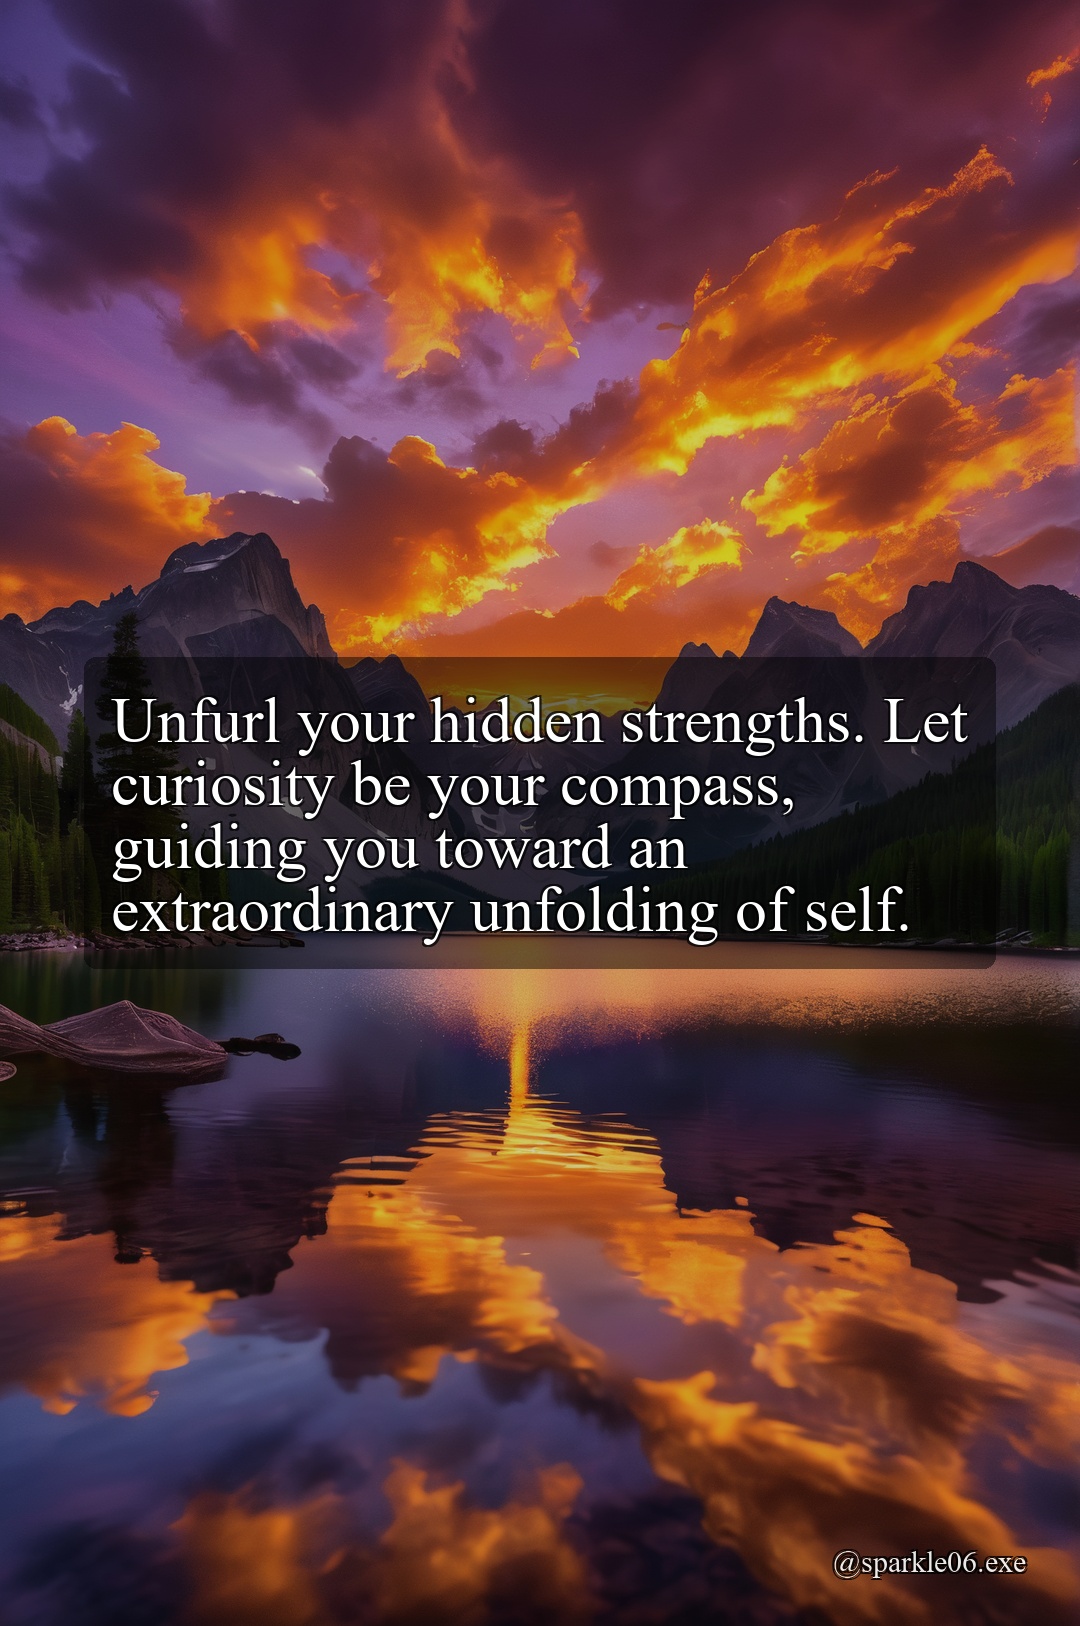 Unfurl your hidden strengths. Let
curiosity be your compass,
guiding you toward an
extraordinary unfolding of self.
@sparkle06.exe